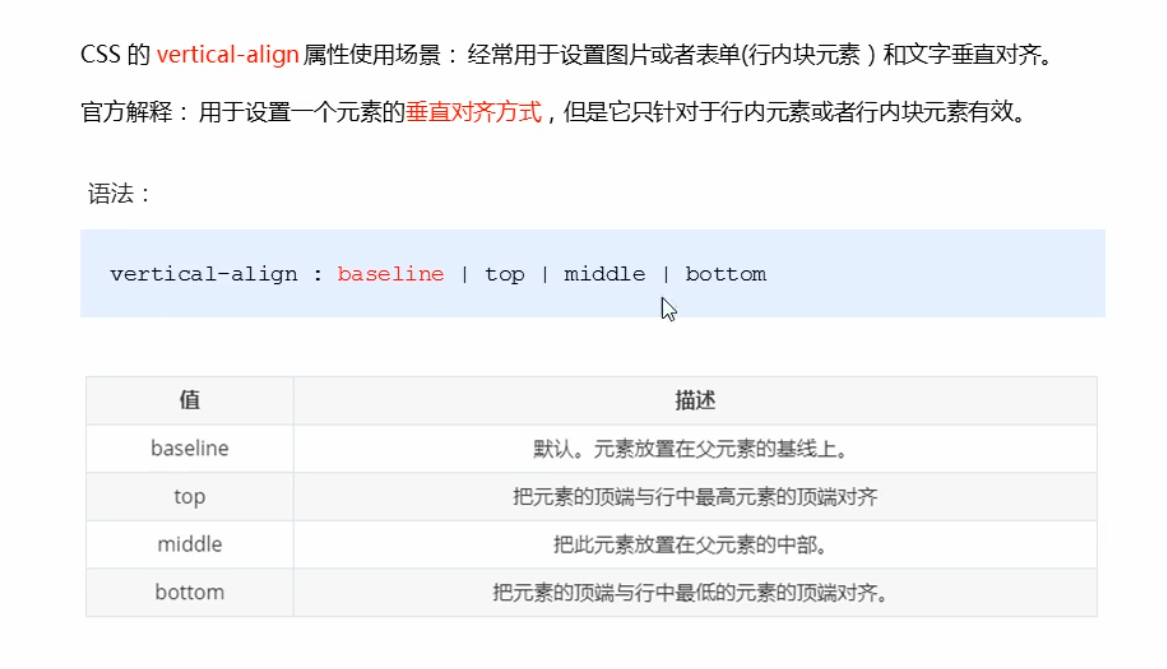 CSS 的 vertical-align 属性使用场景： 经常用于设置图片或者表单(行内块元素）和文字垂直对齐。
官方解释： 用于设置一个元素的垂直对齐方式，但是它只针对于行内元素或者行内块元素有效。
语法：
vertical-align : baseline | top | middle | bottom
值 描述
baseline 默认。元素放置在父元素的基线上。
top 把元素的顶端与行中最高元素的顶端对齐
middle 把此元素放置在父元素的中部。
bottom 把元素的顶端与行中最低的元素的顶端对齐。